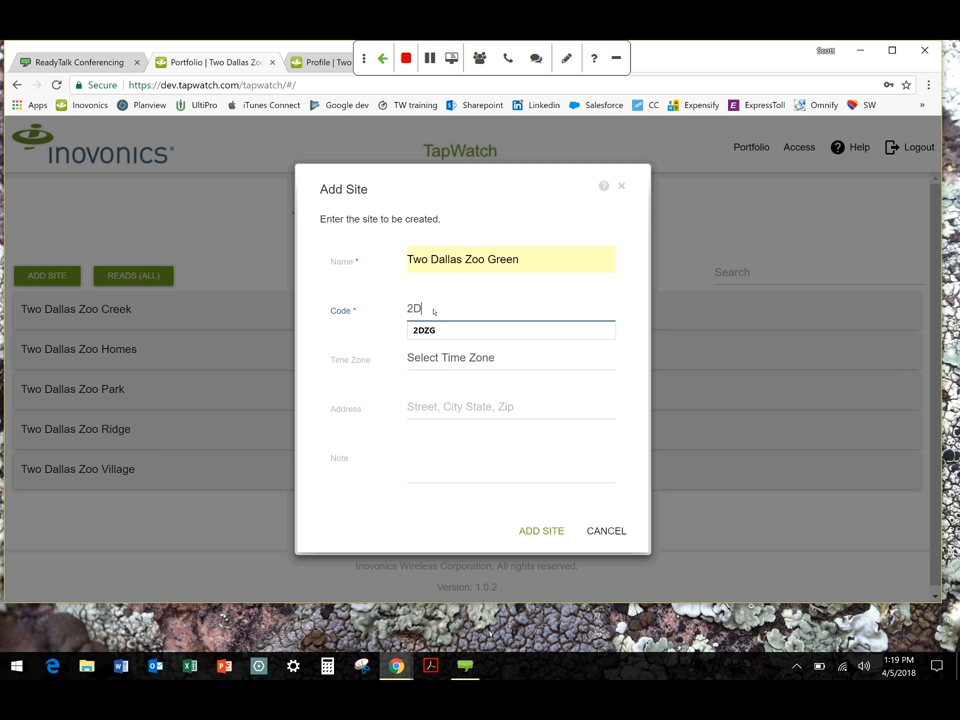 Scott
ReadyTalk Conferencing
Portfolio | Two Dallas Zo
Profile | Two
Secure
https://dev.tapwatch.com/tapwatch/#/
Apps Inovonics Planview UltiPro iTunes Connect Google dev TW training Sharepoint Linkedin Salesforce CC Expensify ExpressToll Omnify SW »
iNOVONICS
TapWatch
Portfolio Access Help Logout
Add Site
Enter the site to be created.
Name * Two Dallas Zoo Green
ADD SITE READS (ALL) Search
Code * 2D
Two Dallas Zoo Creek
2DZG
Two Dallas Zoo Homes
Time Zone Select Time Zone
Two Dallas Zoo Park
Address Street, City State, Zip
Two Dallas Zoo Ridge
Note
Two Dallas Zoo Village
ADD SITE CANCEL
Inovonics Wireless Corporation. All rights reserved.
Version: 1.0.2
1:19 PM
4/5/2018